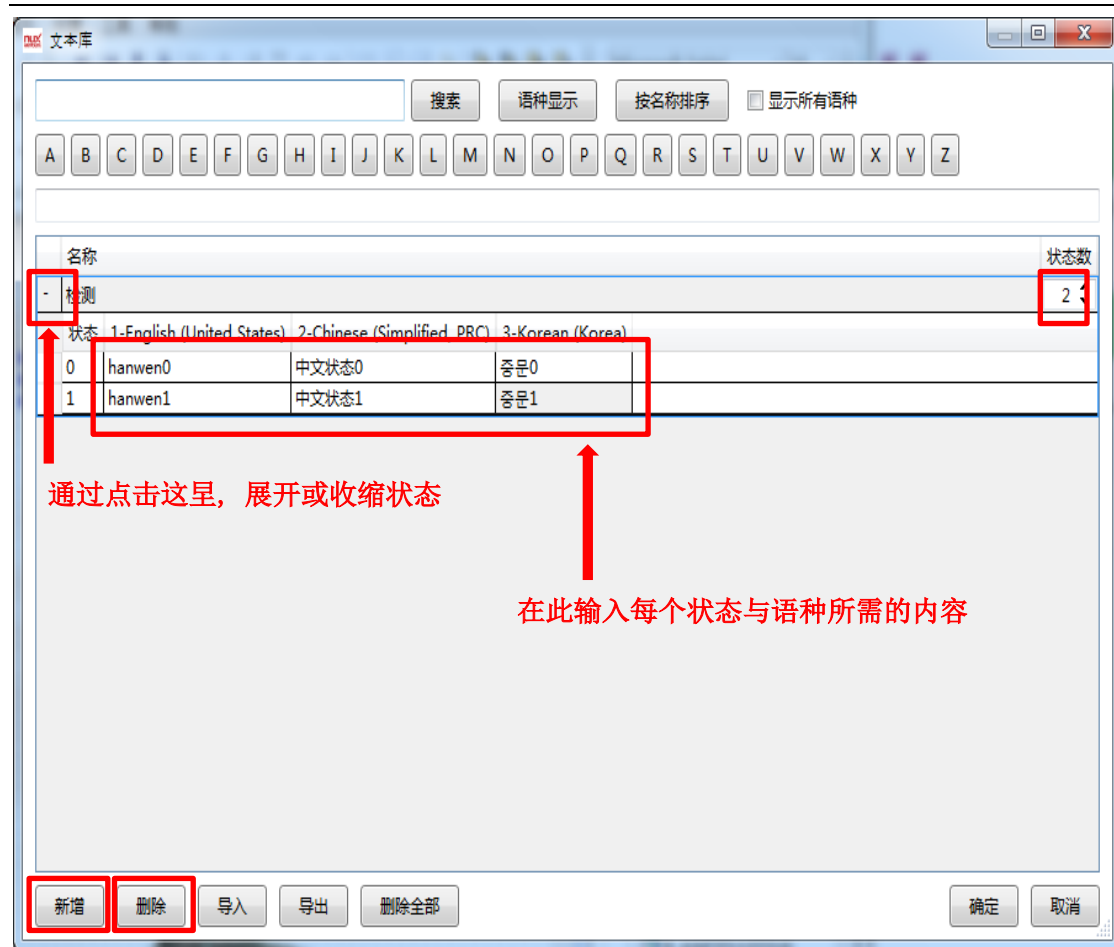 文本库
搜索 语种显示 按名称排序 显示所有语种
A B C D E F G H I J K L M N O P Q R S T U V W X Y Z
名称 状态数
- 检测 2
状态 1-English (United States) 2-Chinese (Simplified, PRC) 3-Korean (Korea)
0 hanwen0 中文状态0 중문0
1 hanwen1 中文状态1 중문1
通过点击这里, 展开或收缩状态
在此输入每个状态与语种所需的内容
新增 删除 导入 导出 删除全部 确定 取消